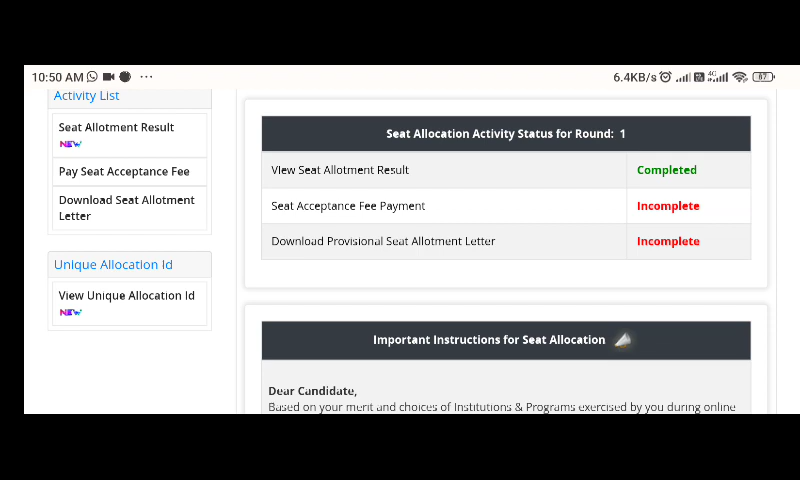 10:50 AM ... 6.4KB/s 4G 67
Activity List
Seat Allotment Result
NEW
Pay Seat Acceptance Fee
Download Seat Allotment
Letter
Unique Allocation Id
View Unique Allocation Id
NEW
Seat Allocation Activity Status for Round: 1
VIew Seat Allotment Result Completed
Seat Acceptance Fee Payment Incomplete
Download Provisional Seat Allotment Letter Incomplete
Important Instructions for Seat Allocation
Dear Candidate,
Based on your merit and choices of Institutions & Programs exercised by you during online